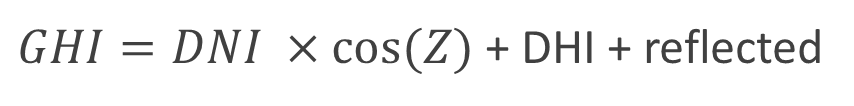 GHI = DNI × cos(Z) + DHI + reflected